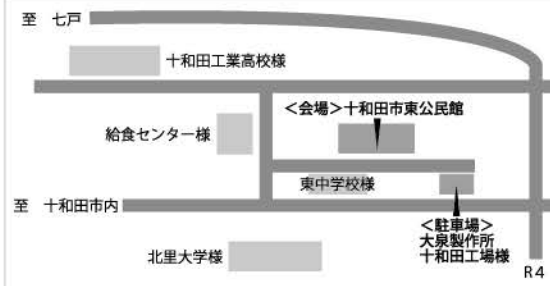 至 七戸
十和田工業高校様
<会場>十和田市東公民館
給食センター様
東中学校様
至 十和田市内
<駐車場>
大泉製作所
十和田工場様
北里大学様
R4